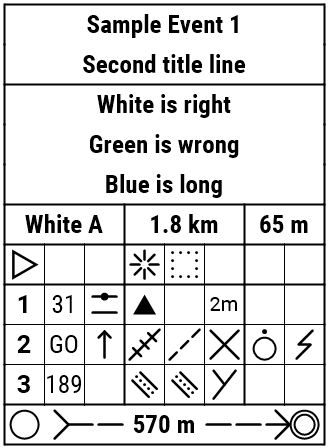 Sample Event 1
Second title line
White is right
Green is wrong
Blue is long
White A 1.8 km 65 m
1 31 2m
2 GO
3 189
570 m